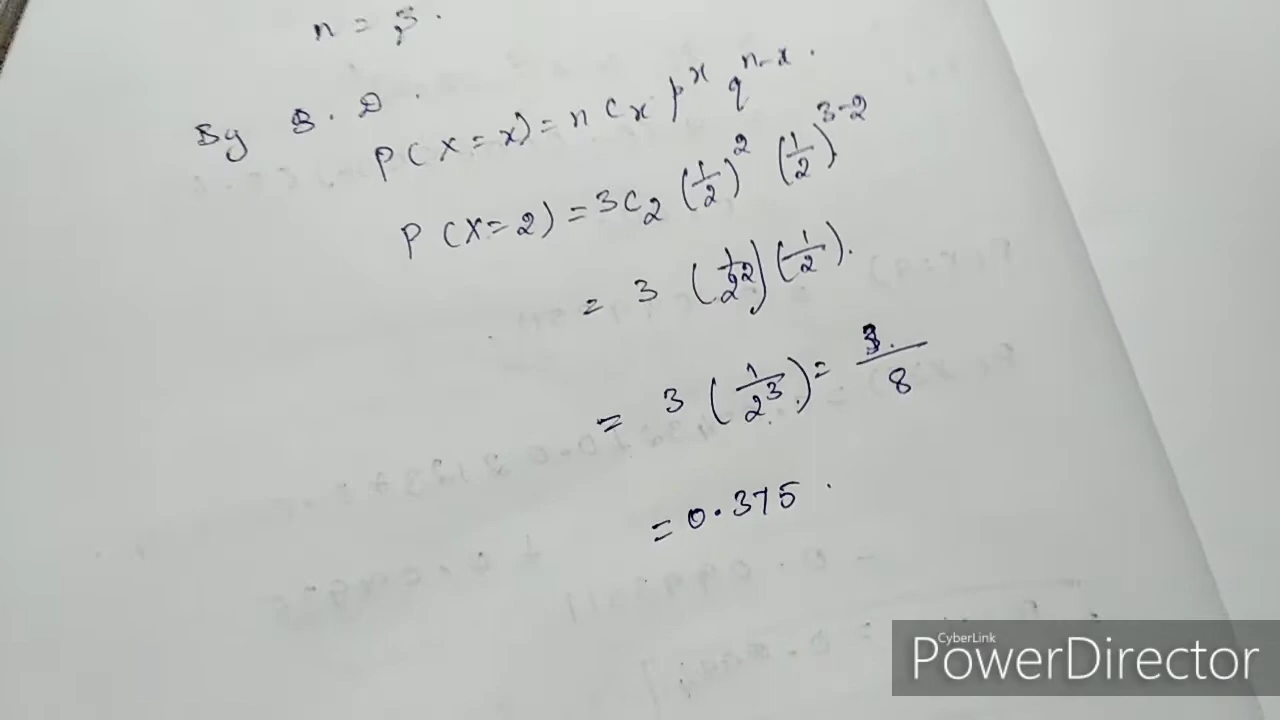 n = 3.
By B. D.
P(X=x) = nCx p^x q^n-x.
P(X=2) = 3C2 (1/2)^2 (1/2)^3-2
= 3 (1/2^2) (1/2).
= 3 (1/2^3) = 3/8
= 0.375.
CyberLink
PowerDirector